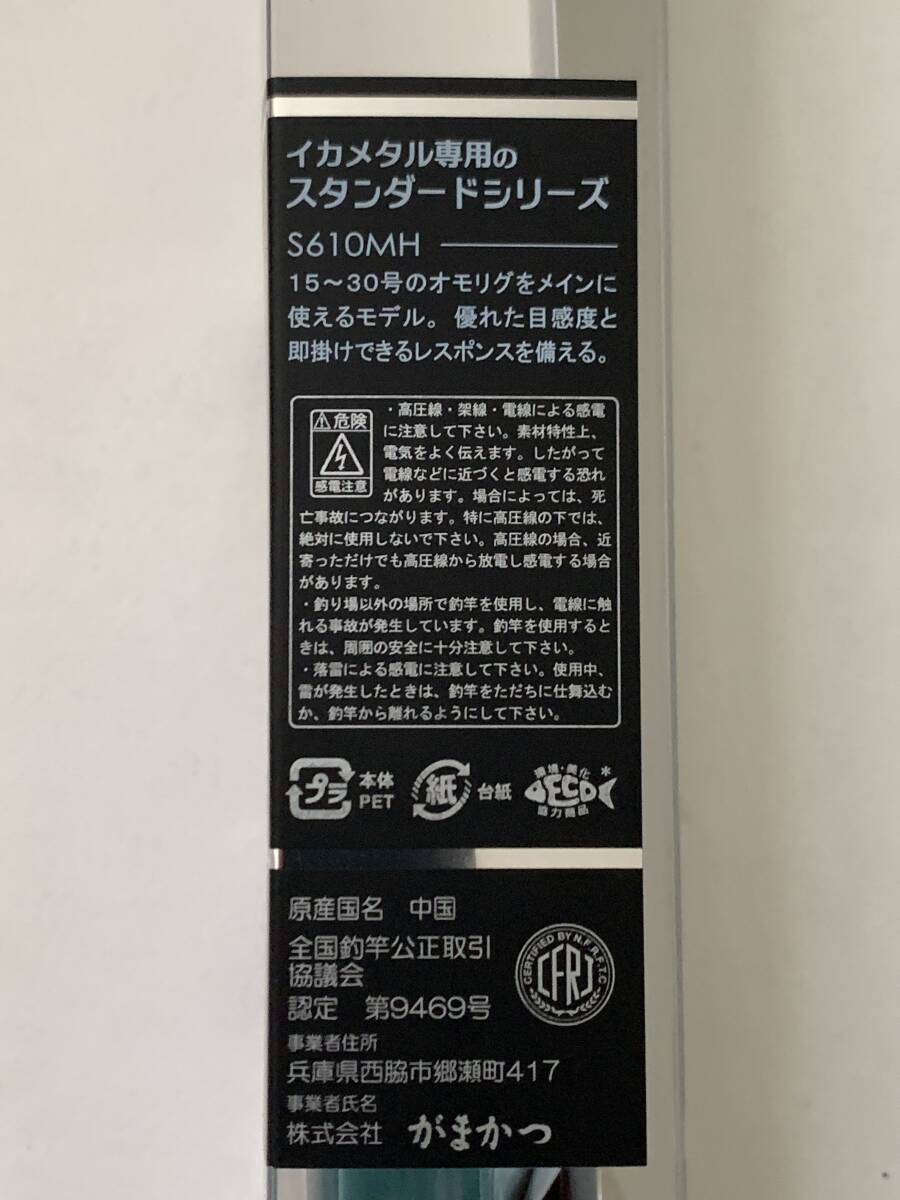 イカメタル専用の
スタンダードシリーズ
S610MH
15～30号のオモリグをメインに
使えるモデル。優れた目感度と
即掛けできるレスポンスを備える。
危険
感電注意
・高圧線・架線・電線による感電
に注意して下さい。素材特性上、
電気をよく伝えます。したがって
電線などに近づくと感電する恐れ
があります。場合によっては、死
亡事故につながります。特に高圧線の下では、
絶対に使用しないで下さい。高圧線の場合、近
寄っただけでも高圧線から放電し感電する場合
があります。
・釣り場以外の場所で釣竿を使用し、電線に触
れる事故が発生しています。釣竿を使用すると
きは、周囲の安全に十分注意して下さい。
・落雷による感電に注意して下さい。使用中、
雷が発生したときは、釣竿をただちに仕舞込む
か、釣竿から離れるようにして下さい。
プラ 本体
PET
紙 台紙
環境・美化
ECO
協力商品
原産国名 中国
全国釣竿公正取引
協議会
認定 第9469号
CERTIFIED BY N.F.R.F.T.C
CFRJ
事業者住所
兵庫県西脇市郷瀬町417
事業者氏名
株式会社 がまかつ